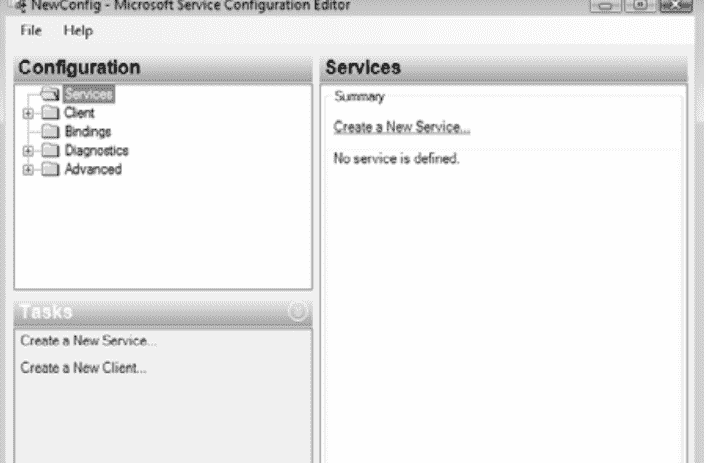 NewConfig - Microsoft Service Configuration Editor
File Help
Configuration
Services
Client
Bindings
Diagnostics
Advanced
Tasks
Create a New Service...
Create a New Client...
Services
Summary
Create a New Service...
No service is defined.